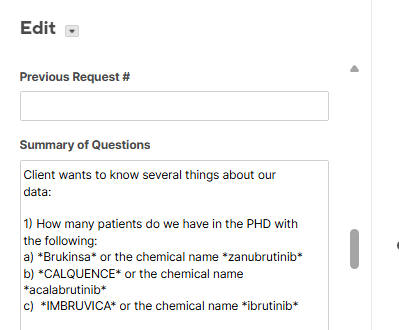 Edit
Previous Request #
Summary of Questions
Client wants to know several things about our
data:
1) How many patients do we have in the PHD with
the following:
a) *Brukinsa* or the chemical name *zanubrutinib*
b) *CALQUENCE* or the chemical name
*acalabrutinib*
c)  *IMBRUVICA* or the chemical name *ibrutinib*